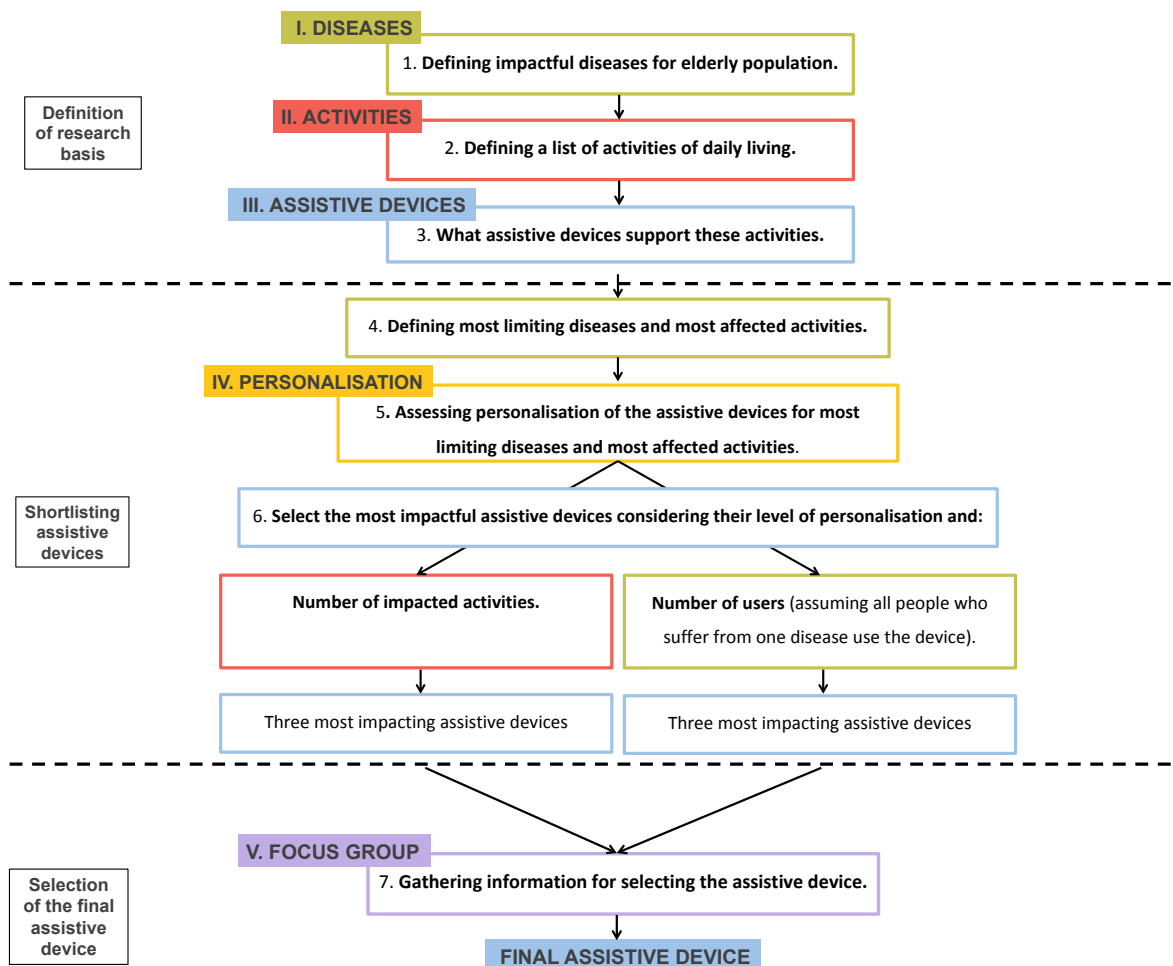 I. DISEASES
1. Defining impactful diseases for elderly population.
Definition
of research
basis
II. ACTIVITIES
2. Defining a list of activities of daily living.
III. ASSISTIVE DEVICES
3. What assistive devices support these activities.
4. Defining most limiting diseases and most affected activities.
IV. PERSONALISATION
5. Assessing personalisation of the assistive devices for most
limiting diseases and most affected activities.
Shortlisting
assistive
devices
6. Select the most impactful assistive devices considering their level of personalisation and:
Number of impacted activities.
Number of users (assuming all people who
suffer from one disease use the device).
Three most impacting assistive devices
Three most impacting assistive devices
V. FOCUS GROUP
7. Gathering information for selecting the assistive device.
Selection
of the final
assistive
device
FINAL ASSISTIVE DEVICE